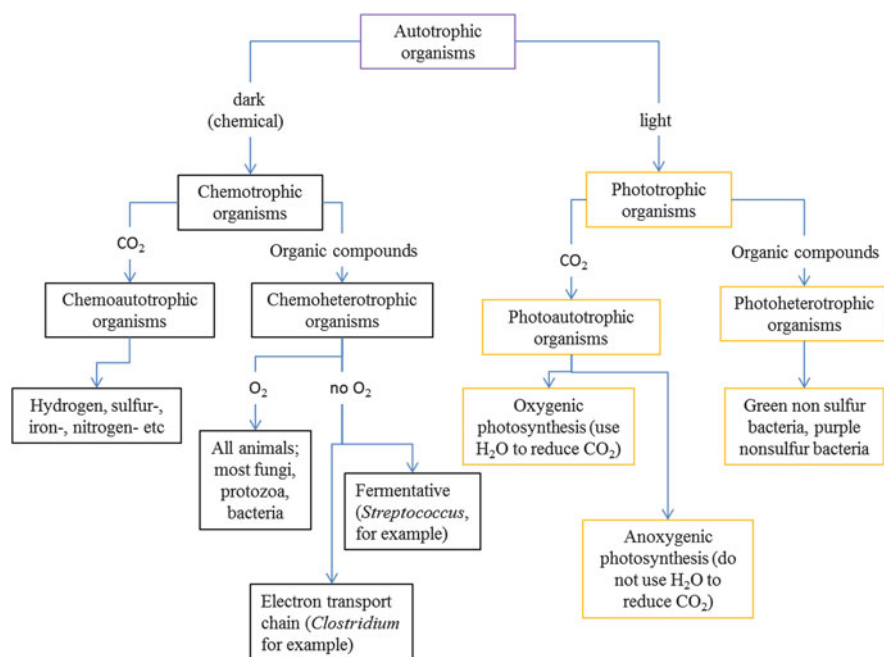 Autotrophic
organisms
dark
(chemical)
light
Chemotrophic
organisms
Phototrophic
organisms
CO₂
Organic compounds
CO₂
Organic compounds
Chemoautotrophic
organisms
Chemoheterotrophic
organisms
Photoautotrophic
organisms
Photoheterotrophic
organisms
O₂
no O₂
Hydrogen, sulfur-,
iron-, nitrogen- etc
All animals;
most fungi,
protozoa,
bacteria
Fermentative
(Streptococcus,
for example)
Electron transport
chain (Clostridium
for example)
Oxygenic
photosynthesis (use
H₂O to reduce CO₂)
Anoxygenic
photosynthesis (do
not use H₂O to
reduce CO₂)
Green non sulfur
bacteria, purple
nonsulfur bacteria